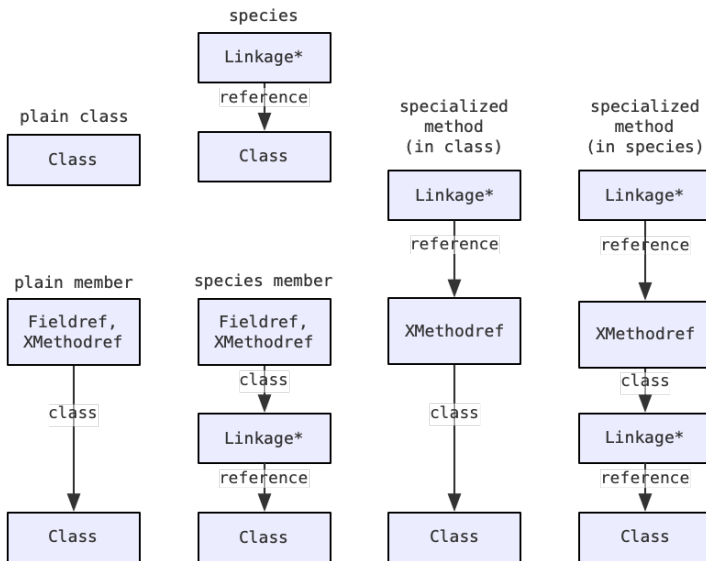 species
Linkage*
reference
Class
plain class
Class
specialized
method
(in class)
Linkage*
reference
XMethodref
class
Class
specialized
method
(in species)
Linkage*
reference
XMethodref
class
Linkage*
reference
Class
plain member
Fieldref,
XMethodref
class
Class
species member
Fieldref,
XMethodref
class
Linkage*
reference
Class